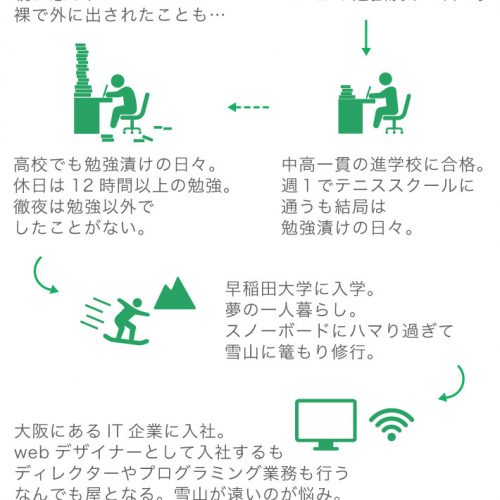 裸で外に出されたことも…
中高一貫の進学校に合格。
週1でテニススクールに
通うも結局は
勉強漬けの日々。
高校でも勉強漬けの日々。
休日は12時間以上の勉強。
徹夜は勉強以外で
したことがない。
早稲田大学に入学。
夢の一人暮らし。
スノーボードにハマり過ぎて
雪山に篭もり修行。
大阪にあるIT企業に入社。
webデザイナーとして入社するも
ディレクターやプログラミング業務も行う
なんでも屋となる。雪山が遠いのが悩み。